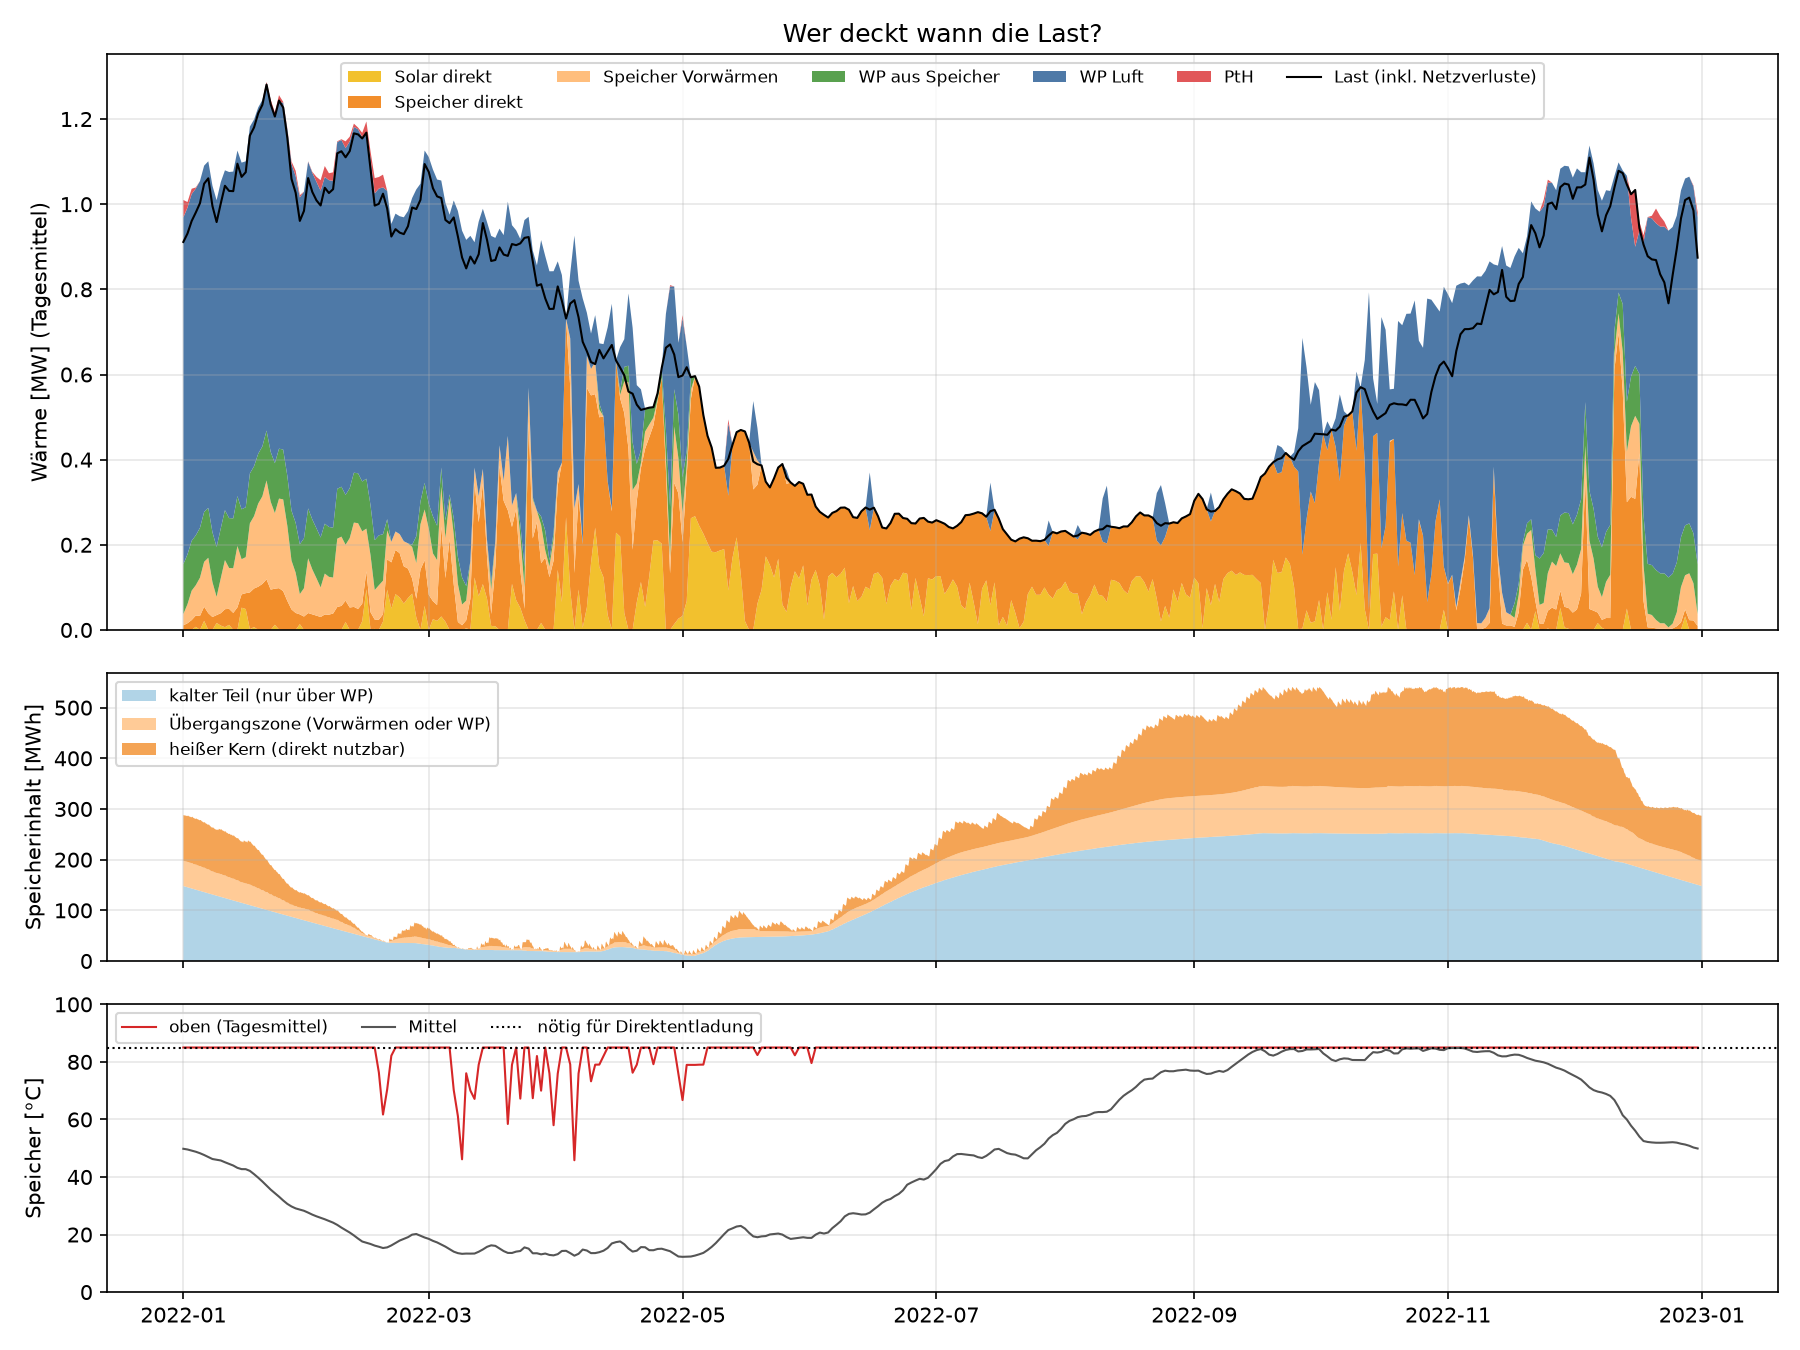 Wer deckt wann die Last?
Solar direkt
Speicher direkt
Speicher Vorwärmen
WP aus Speicher
WP Luft
PtH
Last (inkl. Netzverluste)
Wärme [MW] (Tagesmittel)
1.2
1.0
0.8
0.6
0.4
0.2
0.0
kalter Teil (nur über WP)
Übergangszone (Vorwärmen oder WP)
heißer Kern (direkt nutzbar)
Speicherinhalt [MWh]
500
400
300
200
100
0
oben (Tagesmittel)
Mittel
nötig für Direktentladung
Speicher [°C]
100
80
60
40
20
0
2022-01
2022-03
2022-05
2022-07
2022-09
2022-11
2023-01